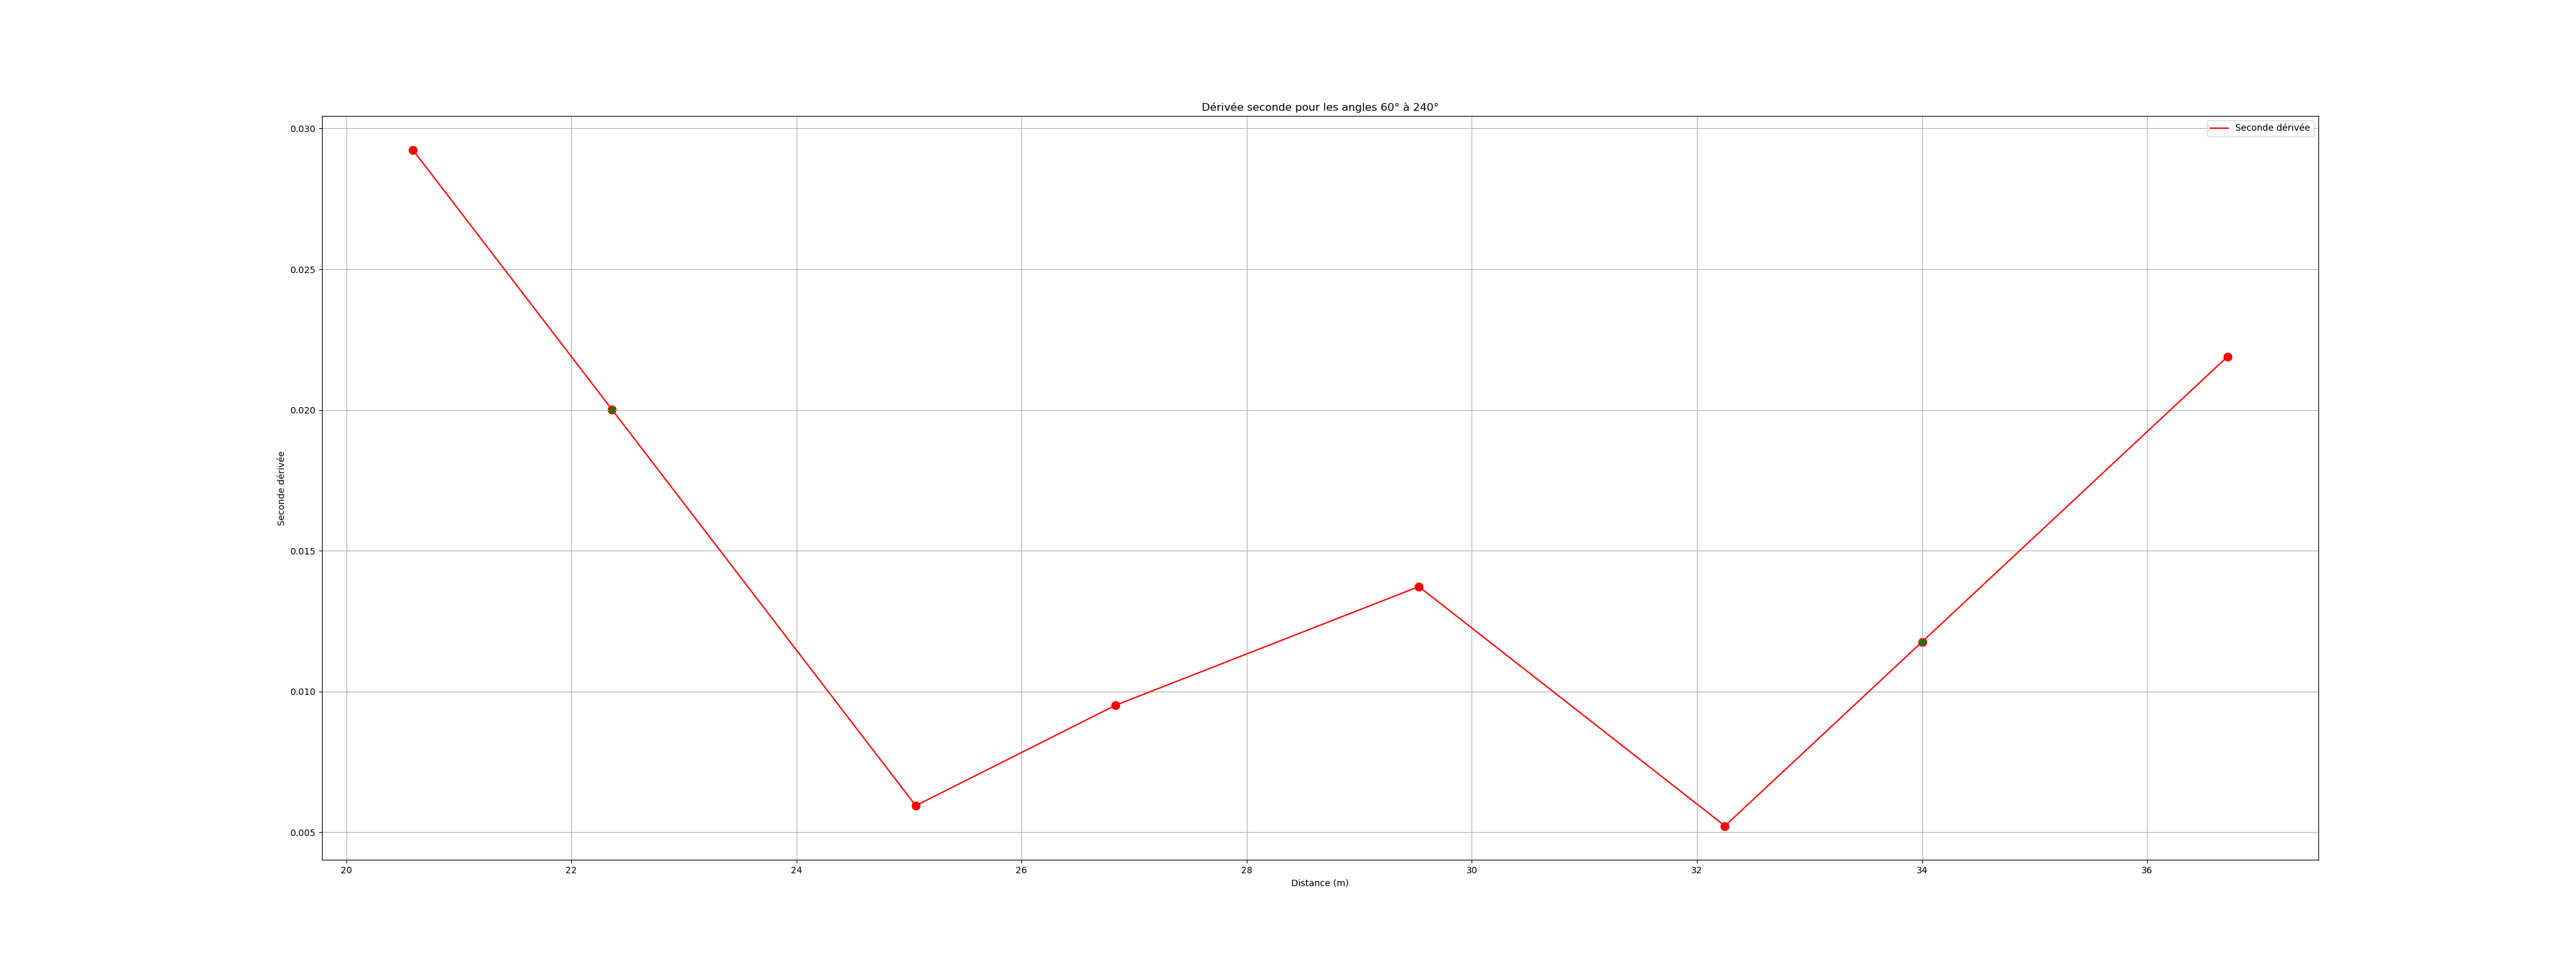 Dérivée seconde pour les angles 60° à 240°
Seconde dérivée
0.030
0.025
0.020
0.015
0.010
0.005
Seconde dérivée
20 22 24 26 28 30 32 34 36
Distance (m)